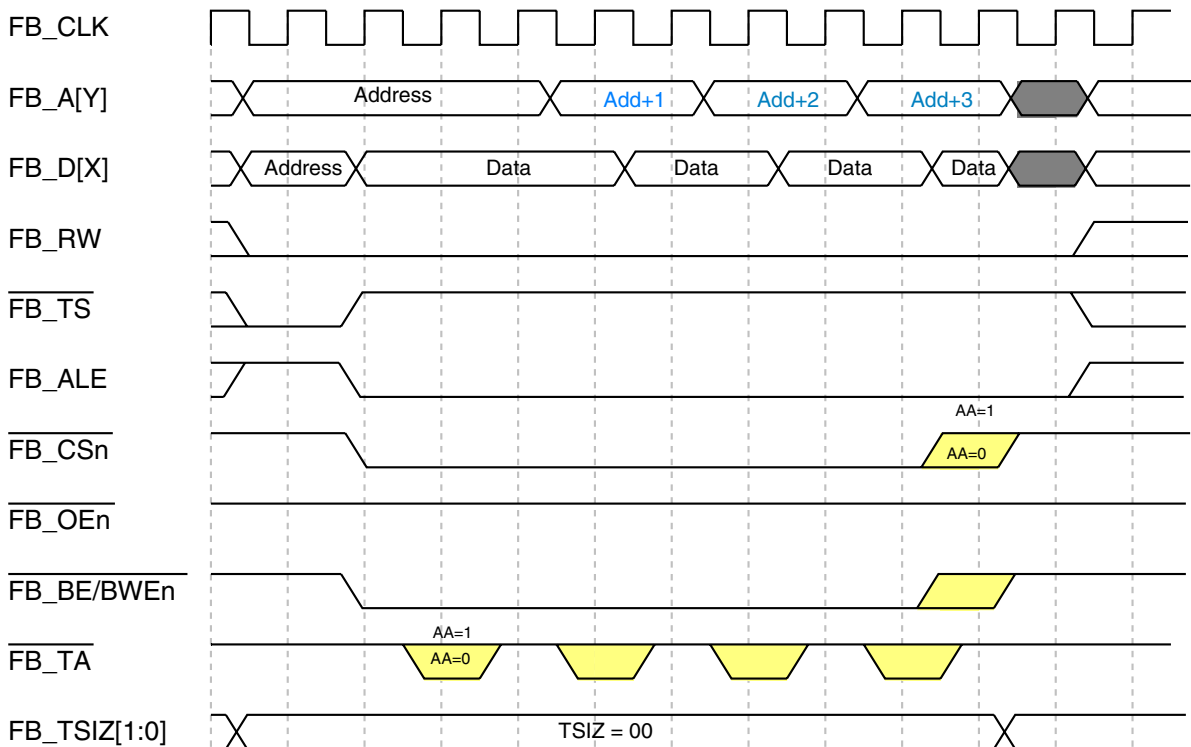 FB_CLK
FB_A[Y] Address Add+1 Add+2 Add+3
FB_D[X] Address Data Data Data Data
FB_RW
FB_TS
FB_ALE
AA=1
FB_CSn AA=0
FB_OEn
FB_BE/BWEn
AA=1
FB_TA AA=0
FB_TSIZ[1:0] TSIZ = 00